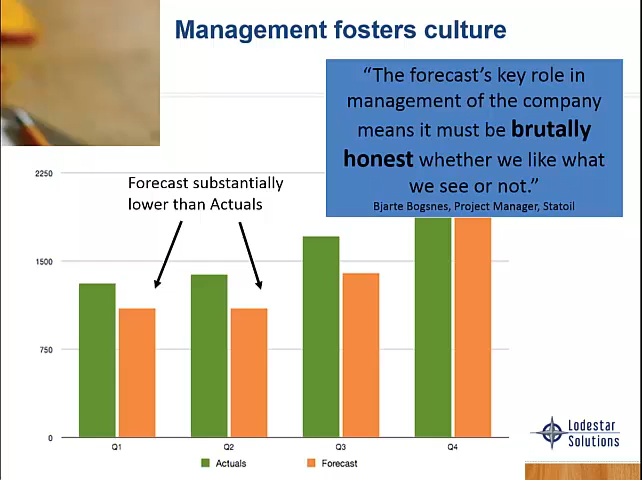 Management fosters culture
“The forecast’s key role in
management of the company
means it must be brutally
honest whether we like what
we see or not.”
Bjarte Bogsnes, Project Manager, Statoil
Forecast substantially
lower than Actuals
2250
1500
750
0
Q1 Q2 Q3 Q4
Actuals Forecast
Lodestar
Solutions